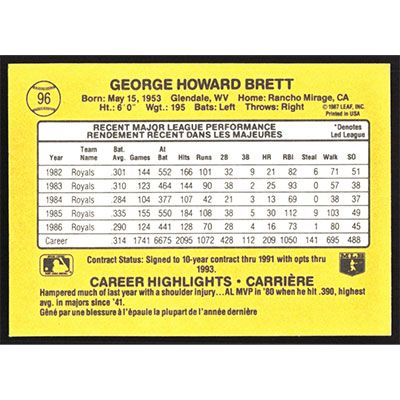 96
GEORGE HOWARD BRETT
Born: May 15, 1953 Glendale, WV Home: Rancho Mirage, CA
Ht.: 6'0" Wgt.: 195 Bats: Left Throws: Right
©1987 LEAF, INC.
Printed in USA
RECENT MAJOR LEAGUE PERFORMANCE
RENDEMENT RÉCENT DANS LES MAJEURES
*Denotes
Led League
Year Team Name Bat. Avg. Games At Bat Hits Runs 2B 3B HR RBI Steal Walk SO
1982 Royals .301 144 552 166 101 32 9 21 82 6 71 51
1983 Royals .310 123 464 144 90 38 2 25 93 0 57 38
1984 Royals .284 104 377 107 42 21 3 13 69 0 38 37
1985 Royals .335 155 550 184 108 38 5 30 112 9 103 49
1986 Royals .290 124 441 128 70 28 4 16 73 1 80 45
Career .314 1741 6675 2095 1072 428 112 209 1050 141 695 488
Contract Status: Signed to 10-year contract thru 1991 with opts thru
1993.
CAREER HIGHLIGHTS • CARRIÈRE
Hampered much of last year with a shoulder injury...AL MVP in '80 when he hit .390, highest
avg. in majors since '41.
Gêné par une blessure à l'épaule la plupart de l'année dernière